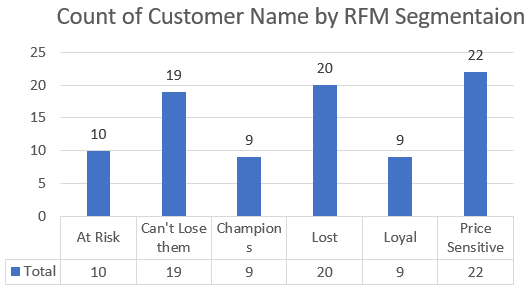 Count of Customer Name by RFM Segmentaion
25
20
15
10
5
0
10
19
9
20
9
22
At Risk
Can't Lose
them
Champion
s
Lost
Loyal
Price
Sensitive
Total 10 19 9 20 9 22